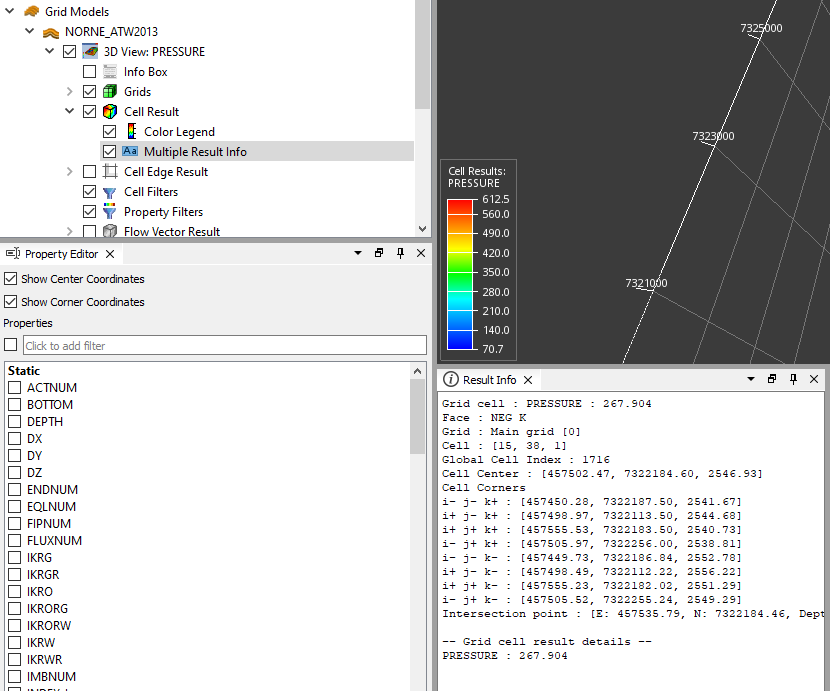 Grid Models
NORNE_ATW2013
3D View: PRESSURE
Info Box
Grids
Cell Result
Color Legend
Aa Multiple Result Info
Cell Edge Result
Cell Filters
Property Filters
Flow Vector Result
Property Editor
Show Center Coordinates
Show Corner Coordinates
Properties
Click to add filter
Static
ACTNUM
BOTTOM
DEPTH
DX
DY
DZ
ENDNUM
EQLNUM
FIPNUM
FLUXNUM
IKRG
IKRGR
IKRO
IKRORG
IKRORW
IKRW
IKRWR
IMBNUM
7325000
7323000
7321000
Cell Results:
PRESSURE
612.5
560.0
490.0
420.0
350.0
280.0
210.0
140.0
70.7
Result Info
Grid cell : PRESSURE : 267.904
Face : NEG K
Grid : Main grid [0]
Cell : [15, 38, 1]
Global Cell Index : 1716
Cell Center : [457502.47, 7322184.60, 2546.93]
Cell Corners
i- j- k+ : [457450.28, 7322187.50, 2541.67]
i+ j- k+ : [457498.97, 7322113.50, 2544.68]
i+ j+ k+ : [457555.53, 7322183.50, 2540.73]
i- j+ k+ : [457505.97, 7322256.00, 2538.81]
i- j- k- : [457449.73, 7322186.84, 2552.78]
i+ j- k- : [457498.49, 7322112.22, 2556.22]
i+ j+ k- : [457555.23, 7322182.02, 2551.29]
i- j+ k- : [457505.52, 7322255.24, 2549.29]
Intersection point : [E: 457535.79, N: 7322184.46, Dept
-- Grid cell result details --
PRESSURE : 267.904